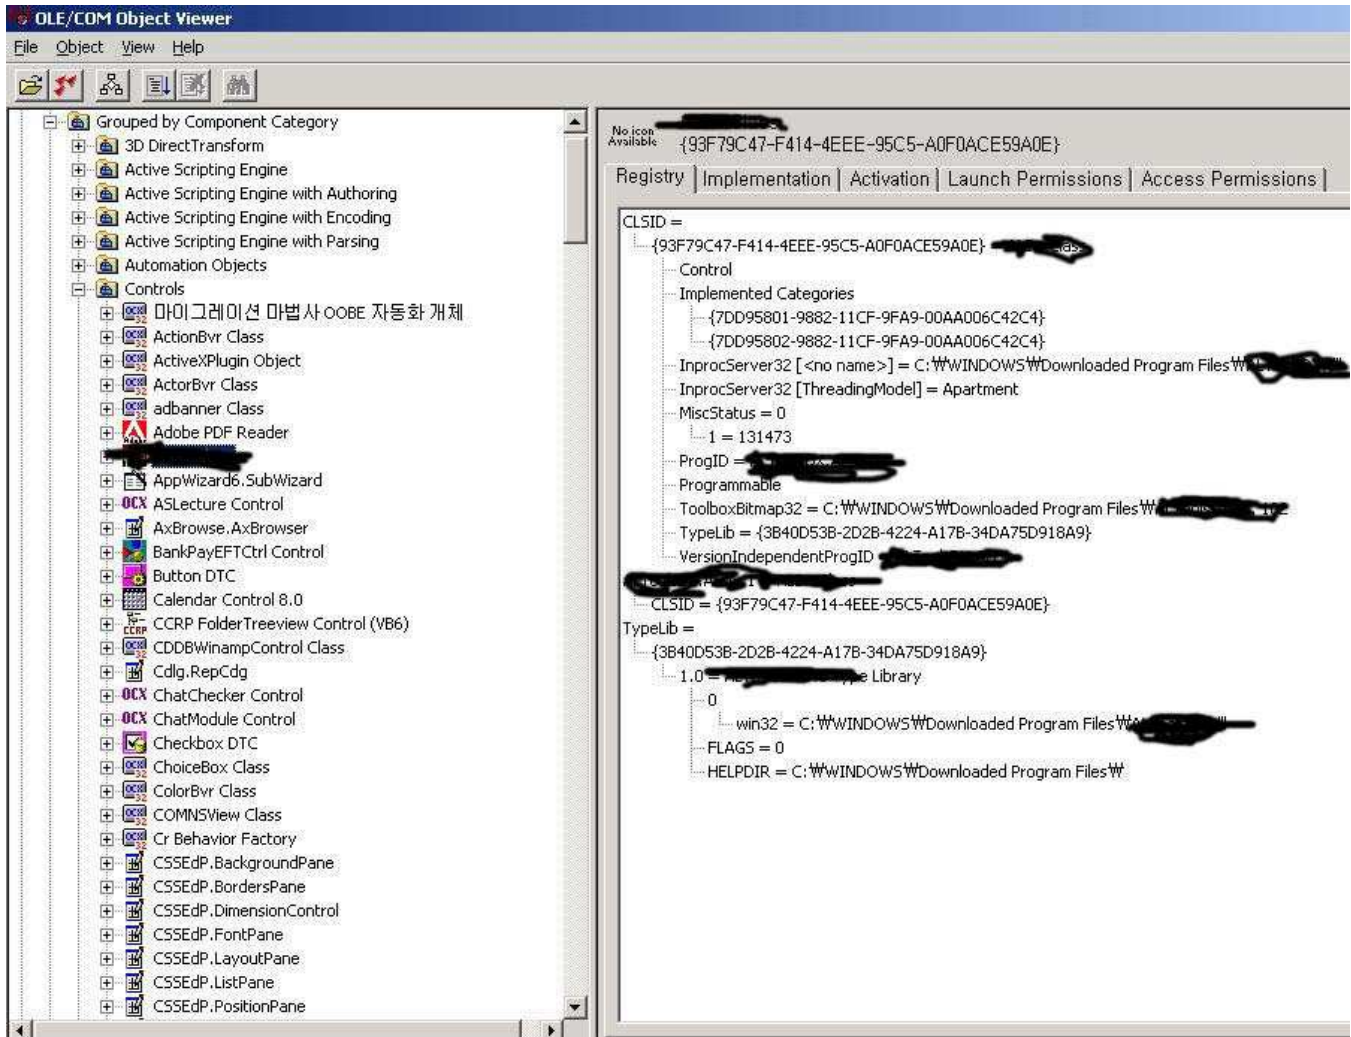 OLE/COM Object Viewer
File Object View Help
Grouped by Component Category
3D DirectTransform
Active Scripting Engine
Active Scripting Engine with Authoring
Active Scripting Engine with Encoding
Active Scripting Engine with Parsing
Automation Objects
Controls
마이그레이션 마법사 OOBE 자동화 개체
ActionBvr Class
ActiveXPlugin Object
ActorBvr Class
adbanner Class
Adobe PDF Reader
AppWizard6.SubWizard
ASLecture Control
AxBrowse.AxBrowser
BankPayEFTCtrl Control
Button DTC
Calendar Control 8.0
CCRP FolderTreeview Control (VB6)
CDDBWinampControl Class
Cdlg.RepCdg
ChatChecker Control
ChatModule Control
Checkbox DTC
ChoiceBox Class
ColorBvr Class
COMNSView Class
Cr Behavior Factory
CSSEdP.BackgroundPane
CSSEdP.BordersPane
CSSEdP.DimensionControl
CSSEdP.FontPane
CSSEdP.LayoutPane
CSSEdP.ListPane
CSSEdP.PositionPane
No icon
Available
{93F79C47-F414-4EEE-95C5-A0F0ACE59A0E}
Registry Implementation Activation Launch Permissions Access Permissions
CLSID =
{93F79C47-F414-4EEE-95C5-A0F0ACE59A0E}
Control
Implemented Categories
{7DD95801-9882-11CF-9FA9-00AA006C42C4}
{7DD95802-9882-11CF-9FA9-00AA006C42C4}
InprocServer32 [<no name>] = C:₩WINDOWS₩Downloaded Program Files₩
InprocServer32 [ThreadingModel] = Apartment
MiscStatus = 0
1 = 131473
ProgID =
Programmable
ToolboxBitmap32 = C:₩WINDOWS₩Downloaded Program Files₩
TypeLib = {3B40D53B-2D2B-4224-A17B-34DA75D918A9}
VersionIndependentProgID
CLSID = {93F79C47-F414-4EEE-95C5-A0F0ACE59A0E}
TypeLib =
{3B40D53B-2D2B-4224-A17B-34DA75D918A9}
1.0 = Library
0
win32 = C:₩WINDOWS₩Downloaded Program Files₩
FLAGS = 0
HELPDIR = C:₩WINDOWS₩Downloaded Program Files₩